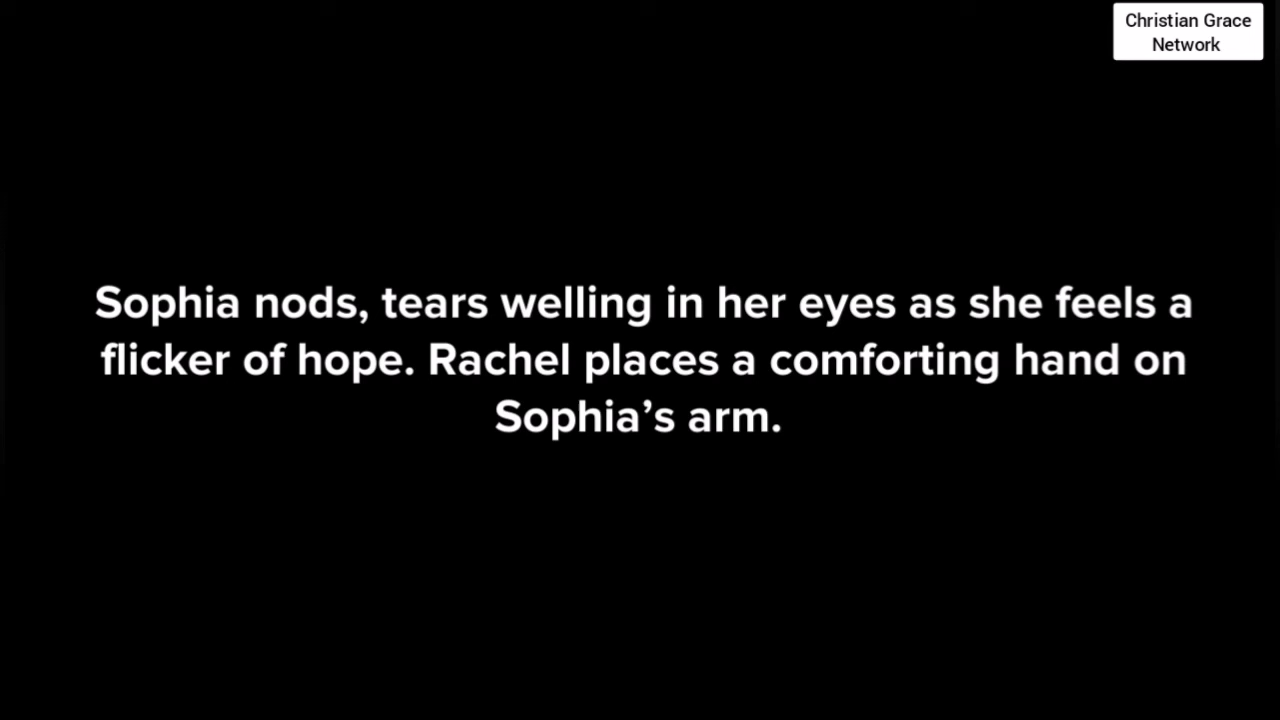 Christian Grace
Network
Sophia nods, tears welling in her eyes as she feels a
flicker of hope. Rachel places a comforting hand on
Sophia’s arm.